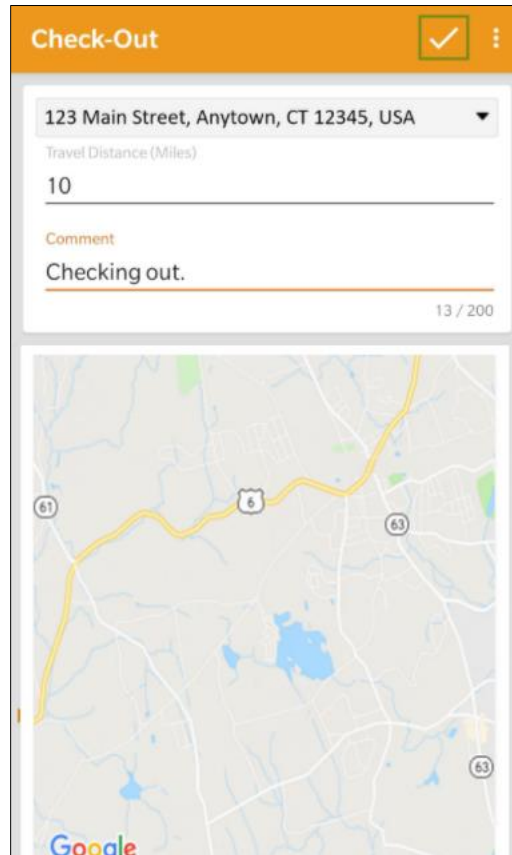 Check-Out
123 Main Street, Anytown, CT 12345, USA
Travel Distance (Miles)
10
Comment
Checking out.
13 / 200
6
61
63
63
Google